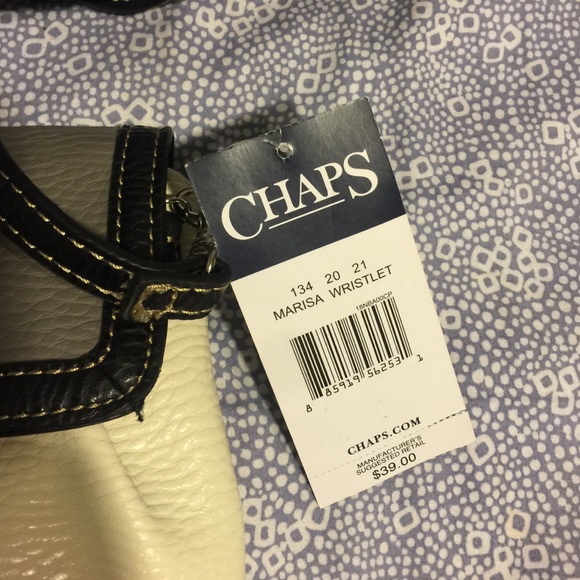 CHAPS
134 20 21
MARISA WRISTLET
18NBA00CP
8 85919 56253 1
CHAPS.COM
MANUFACTURER'S
SUGGESTED RETAIL
$39.00